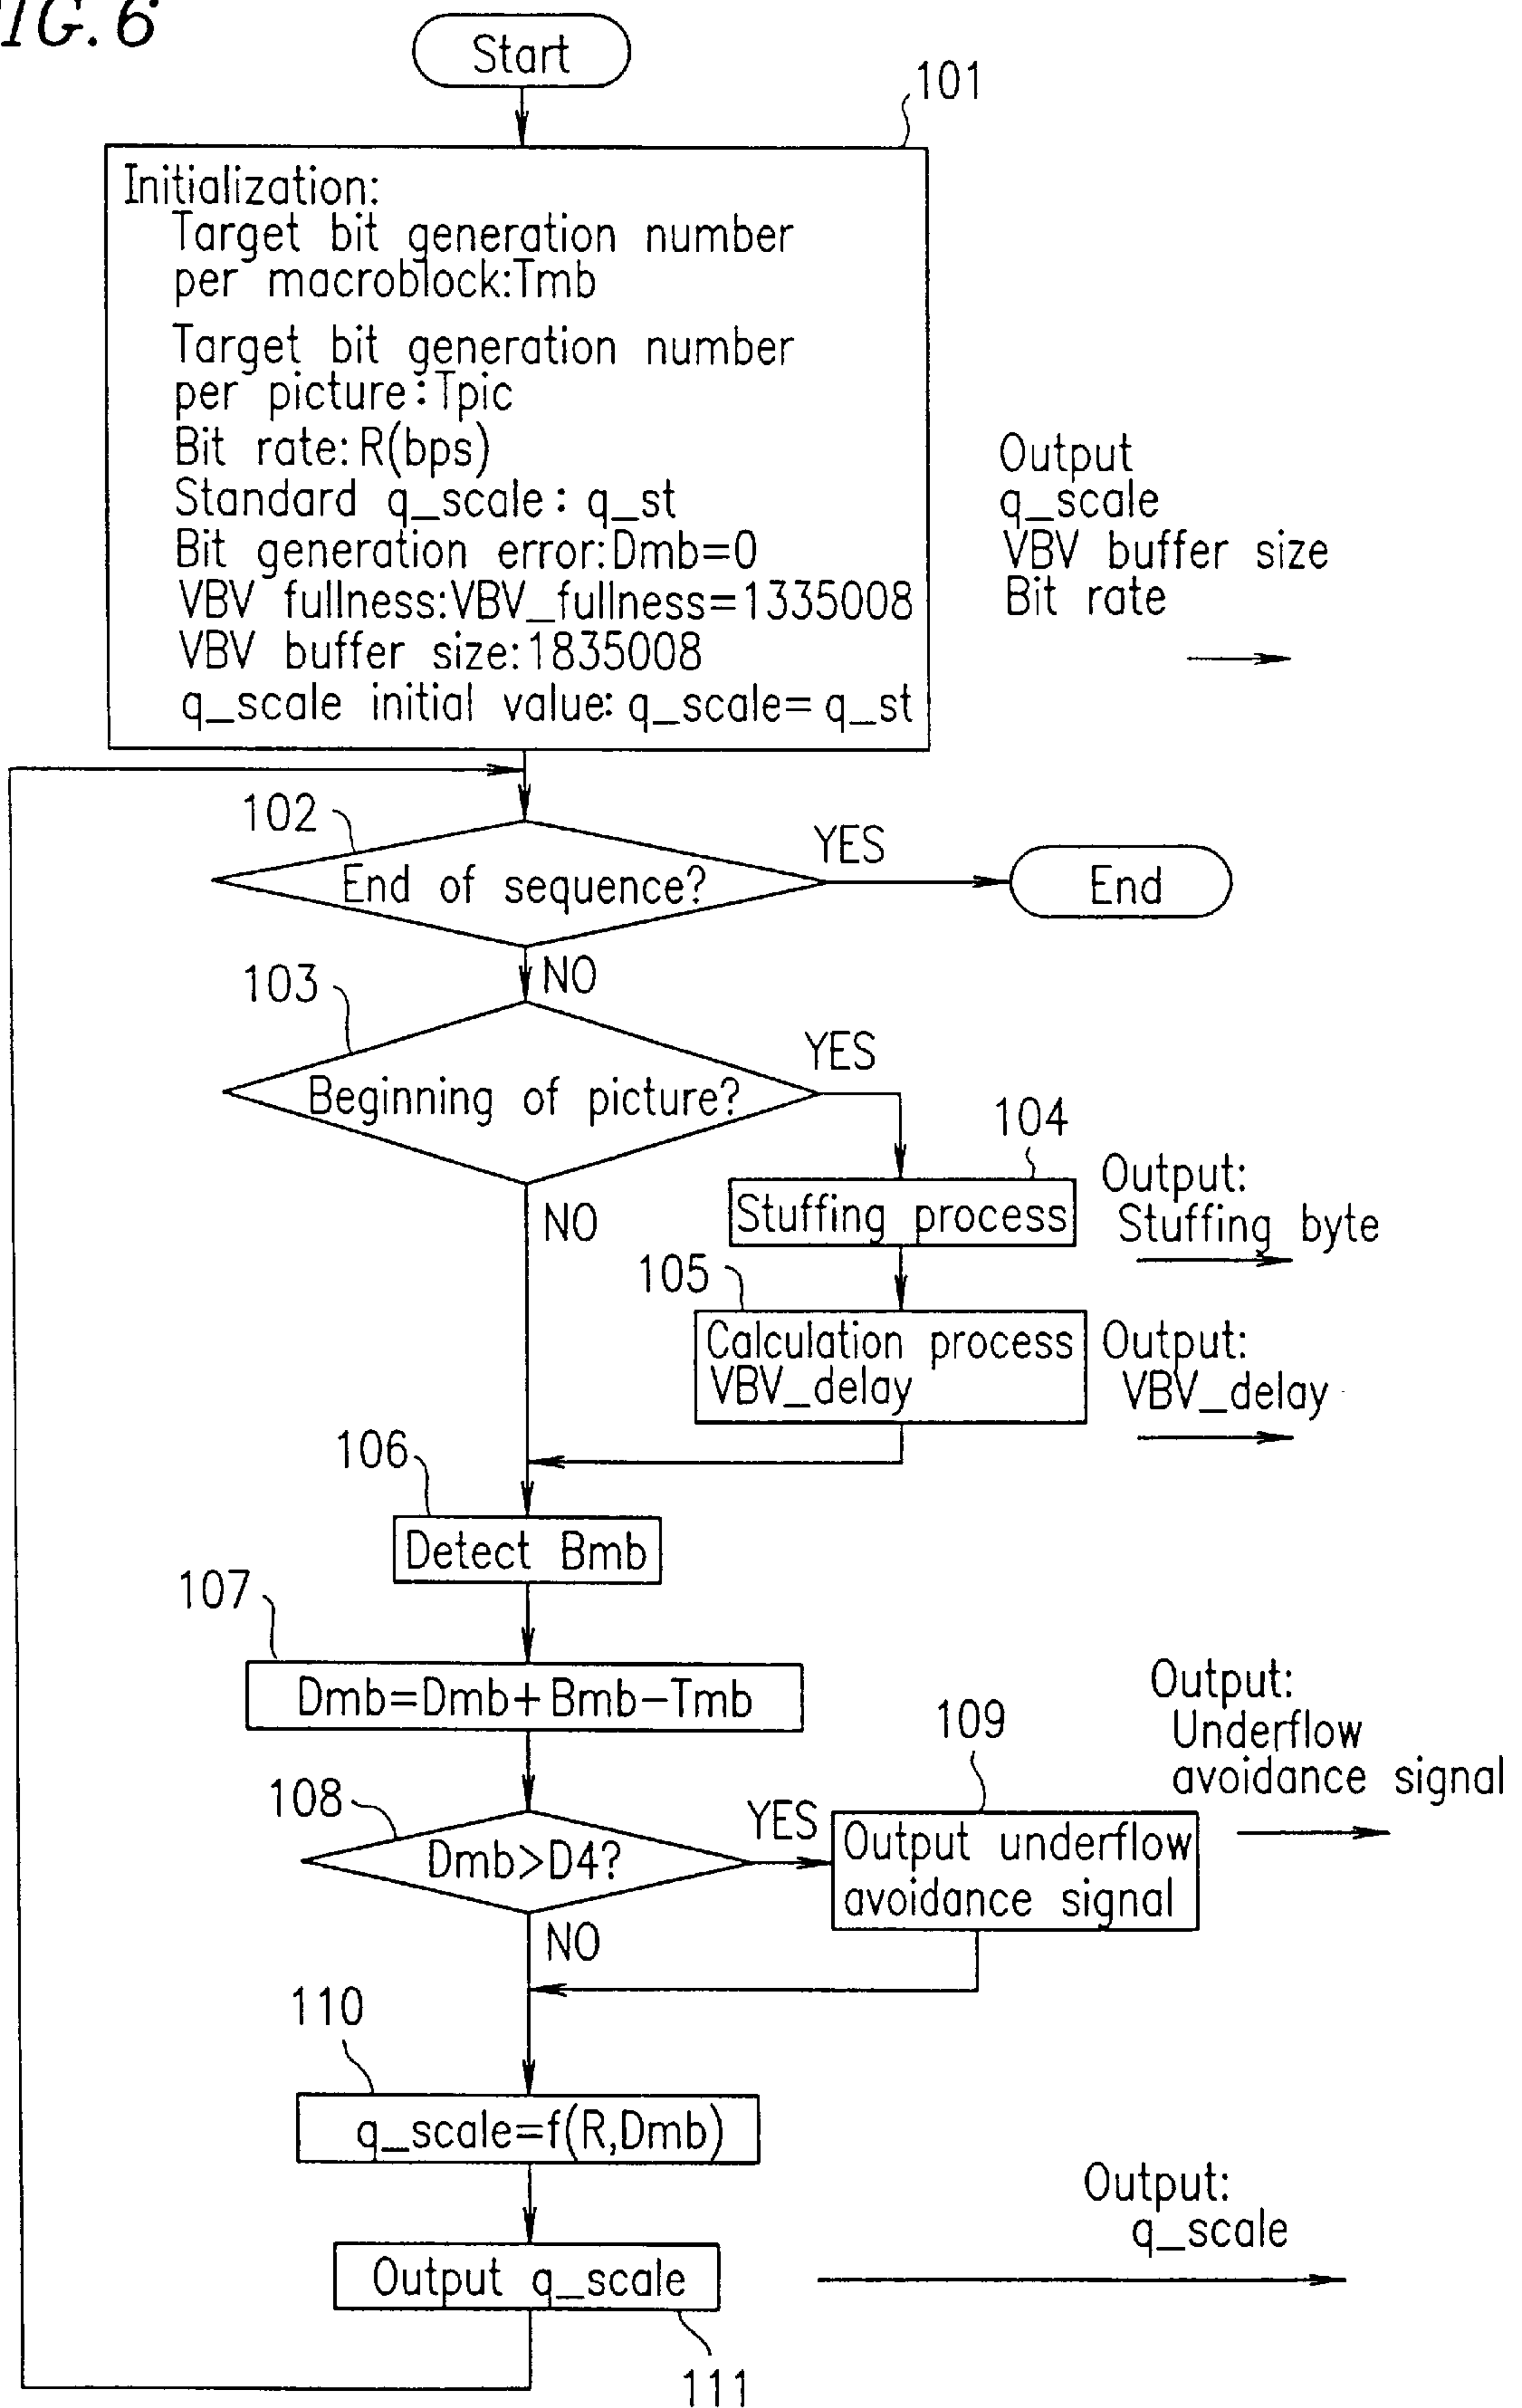 FIG. 6
Start
101
Initialization:
Target bit generation number
per macroblock:Tmb
Target bit generation number
per picture:Tpic
Bit rate:R(bps)
Standard q_scale: q_st
Bit generation error:Dmb=0
VBV fullness:VBV_fullness=1335008
VBV buffer size:1835008
q_scale initial value: q_scale= q_st
Output
q_scale
VBV buffer size
Bit rate
102
End of sequence?
YES
End
NO
103
Beginning of picture?
YES
NO
104
Stuffing process
Output:
Stuffing byte
105
Calculation process
VBV_delay
Output:
VBV_delay
106
Detect Bmb
107
Dmb=Dmb+Bmb-Tmb
108
Dmb>D4?
YES
NO
109
Output underflow
avoidance signal
Output:
Underflow
avoidance signal
110
q_scale=f(R,Dmb)
Output q_scale
111
Output:
q_scale